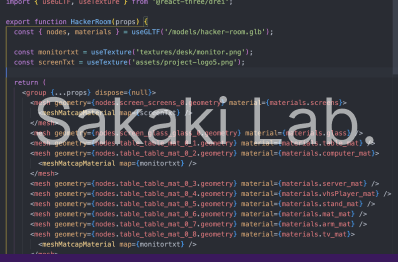 import { useGLTF, useTexture } from '@react-three/drei';
export function HackerRoom(props) {
const { nodes, materials } = useGLTF('/models/hacker-room.glb');
const monitortxt = useTexture('textures/desk/monitor.png');
const screenTxt = useTexture('assets/project-logo5.png');
return (
<group {...props} dispose={null}>
<mesh geometry={nodes.screen_screens_0.geometry} material={materials.screens}>
<meshMatcapMaterial map={screenTxt} />
</mesh>
<mesh geometry={nodes.screen_glass_glass_0.geometry} material={materials.glass} />
<mesh geometry={nodes.table_table_mat_0_1.geometry} material={materials.table_mat} />
<mesh geometry={nodes.table_table_mat_0_2.geometry} material={materials.computer_mat}>
<meshMatcapMaterial map={monitortxt} />
</mesh>
<mesh geometry={nodes.table_table_mat_0_3.geometry} material={materials.server_mat} />
<mesh geometry={nodes.table_table_mat_0_4.geometry} material={materials.vhsPlayer_mat} />
<mesh geometry={nodes.table_table_mat_0_5.geometry} material={materials.stand_mat} />
<mesh geometry={nodes.table_table_mat_0_6.geometry} material={materials.mat_mat} />
<mesh geometry={nodes.table_table_mat_0_7.geometry} material={materials.arm_mat} />
<mesh geometry={nodes.table_table_mat_0_8.geometry} material={materials.tv_mat}>
<meshMatcapMaterial map={monitortxt} />
</mesh>
Sakaki Lab.